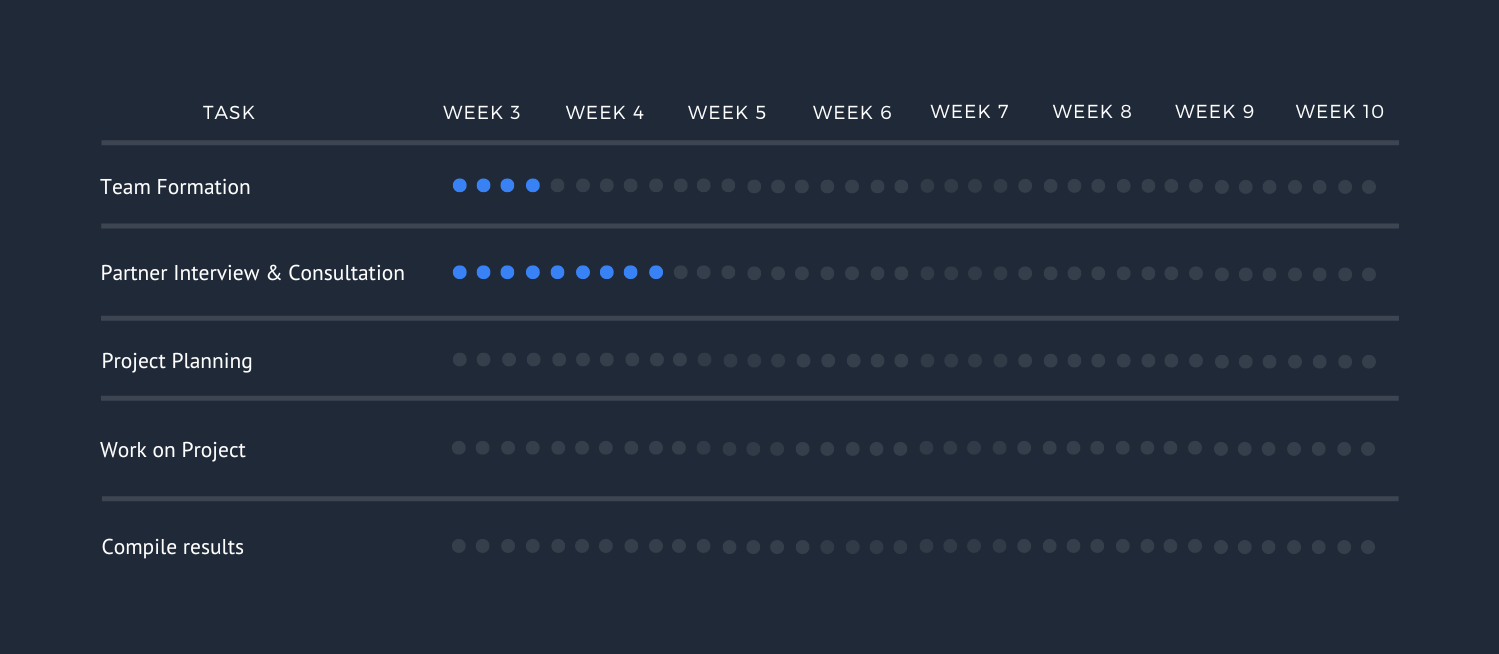 TASK WEEK 3 WEEK 4 WEEK 5 WEEK 6 WEEK 7 WEEK 8 WEEK 9 WEEK 10
Team Formation
Partner Interview & Consultation
Project Planning
Work on Project
Compile results